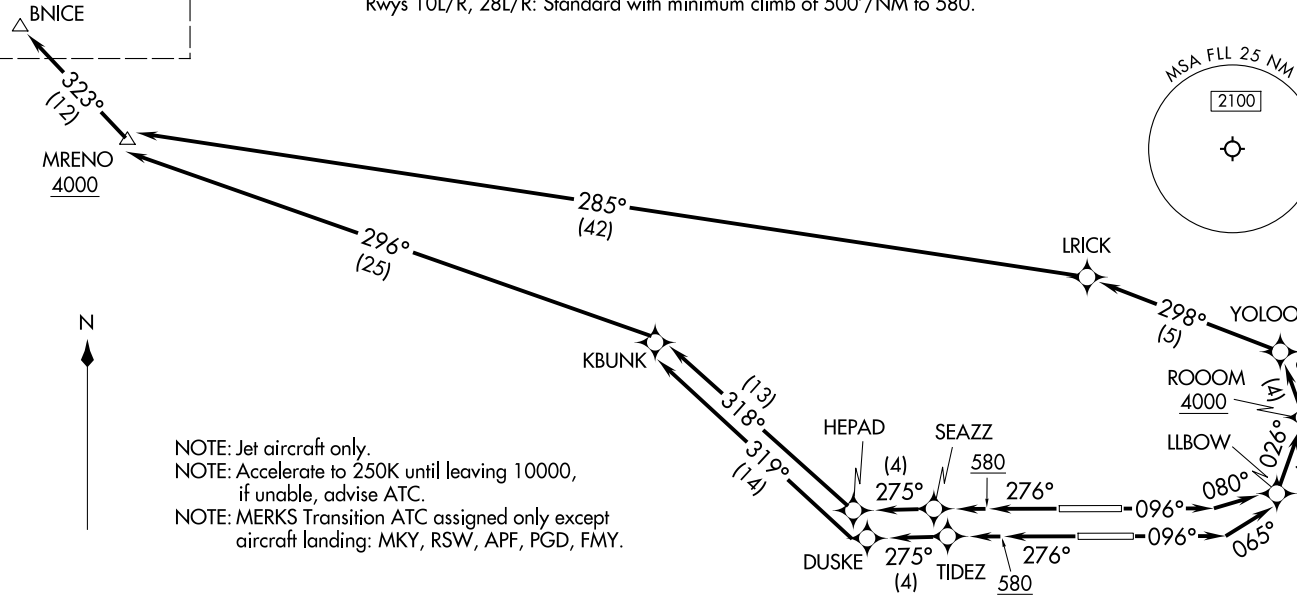 Rwys 10L/R, 28L/R: Standard with minimum climb of 500'/NM to 580.
BNICE
323°
(12)
MRENO
4000
MSA FLL 25 NM
2100
285°
(42)
296°
(25)
LRICK
298°
(5)
YOLOO
ROOOM
4000
(4)
LLBOW
026°
N
KBUNK
(13)
318°
319°
(14)
HEPAD
SEAZZ
(4)
275°
580
276°
096°
080°
DUSKE
275°
(4)
TIDEZ
276°
580
096°
065°
NOTE: Jet aircraft only.
NOTE: Accelerate to 250K until leaving 10000,
if unable, advise ATC.
NOTE: MERKS Transition ATC assigned only except
aircraft landing: MKY, RSW, APF, PGD, FMY.